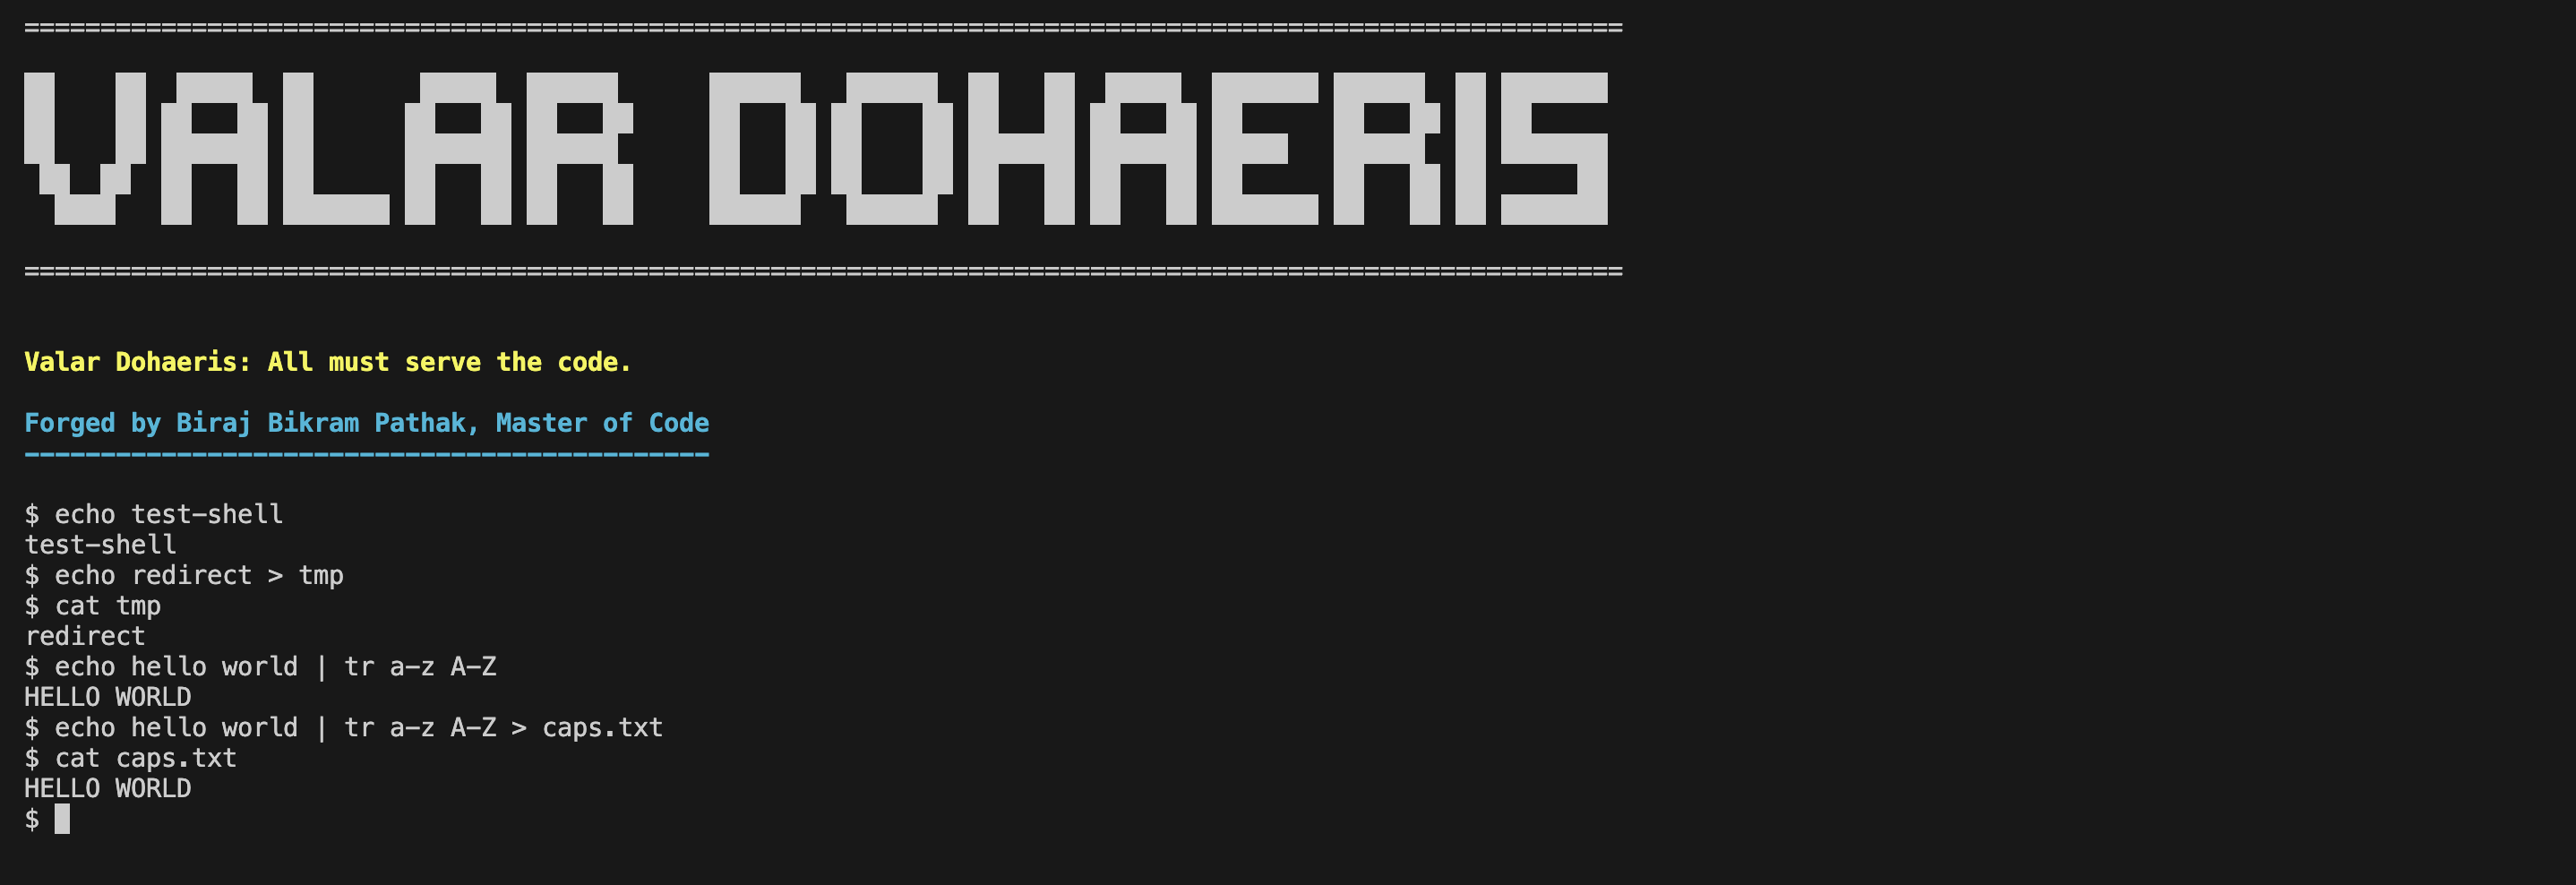 VALAR DOHAERIS
Valar Dohaeris: All must serve the code.
Forged by Biraj Bikram Pathak, Master of Code
$ echo test-shell
test-shell
$ echo redirect > tmp
$ cat tmp
redirect
$ echo hello world | tr a-z A-Z
HELLO WORLD
$ echo hello world | tr a-z A-Z > caps.txt
$ cat caps.txt
HELLO WORLD
$